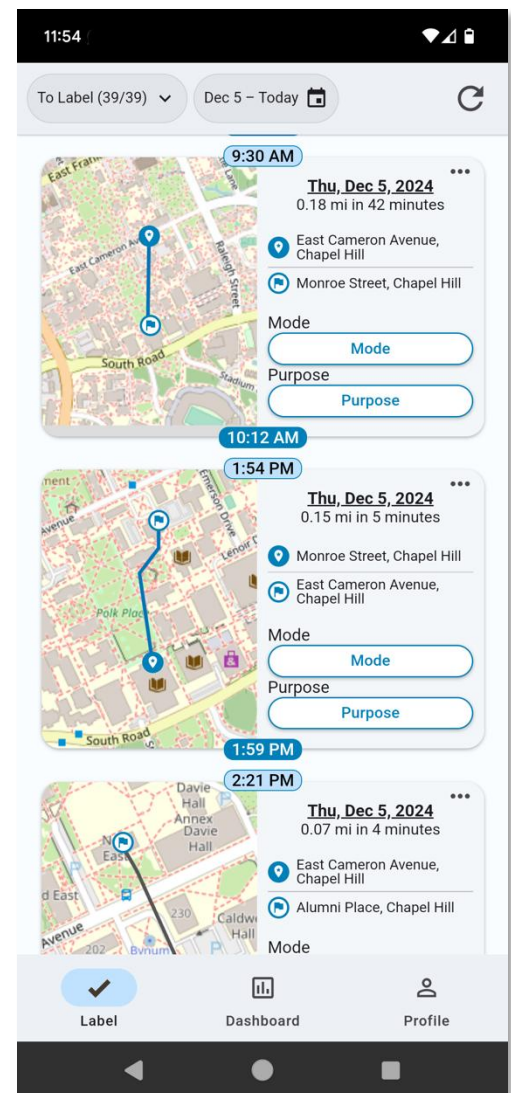 11:54
To Label (39/39)
Dec 5 – Today
9:30 AM
East Cameron Av
Raleigh Street
South Road
Stadium
Thu, Dec 5, 2024
0.18 mi in 42 minutes
East Cameron Avenue,
Chapel Hill
Monroe Street, Chapel Hill
Mode
Mode
Purpose
Purpose
10:12 AM
1:54 PM
Emerson Drive
Lenoir
Polk Plac
South Road
Thu, Dec 5, 2024
0.15 mi in 5 minutes
Monroe Street, Chapel Hill
East Cameron Avenue,
Chapel Hill
Mode
Mode
Purpose
Purpose
1:59 PM
2:21 PM
Davie
Hall
Annex
Davie
Hall
East
d East
230
Caldw
Hall
Avenue
202
Bynum
P
Thu, Dec 5, 2024
0.07 mi in 4 minutes
East Cameron Avenue,
Chapel Hill
Alumni Place, Chapel Hill
Mode
Label
Dashboard
Profile